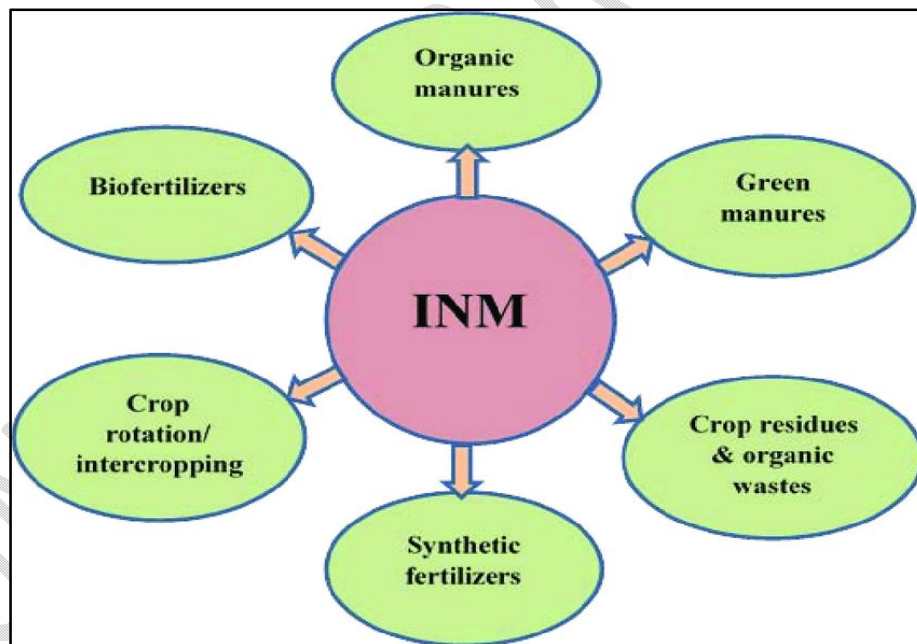 Organic
manures
Biofertilizers
Green
manures
INM
Crop
rotation/
intercropping
Crop residues
& organic
wastes
Synthetic
fertilizers